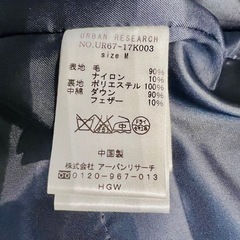 URBAN RESEARCH
NO.UR67-17K003
size M
表地 毛 90%
ナイロン 10%
裏地 ポリエステル 100%
中綿 ダウン 90%
フェザー 10%
中国製
株式会社 アーバンリサーチ
0120-967-013
HGW